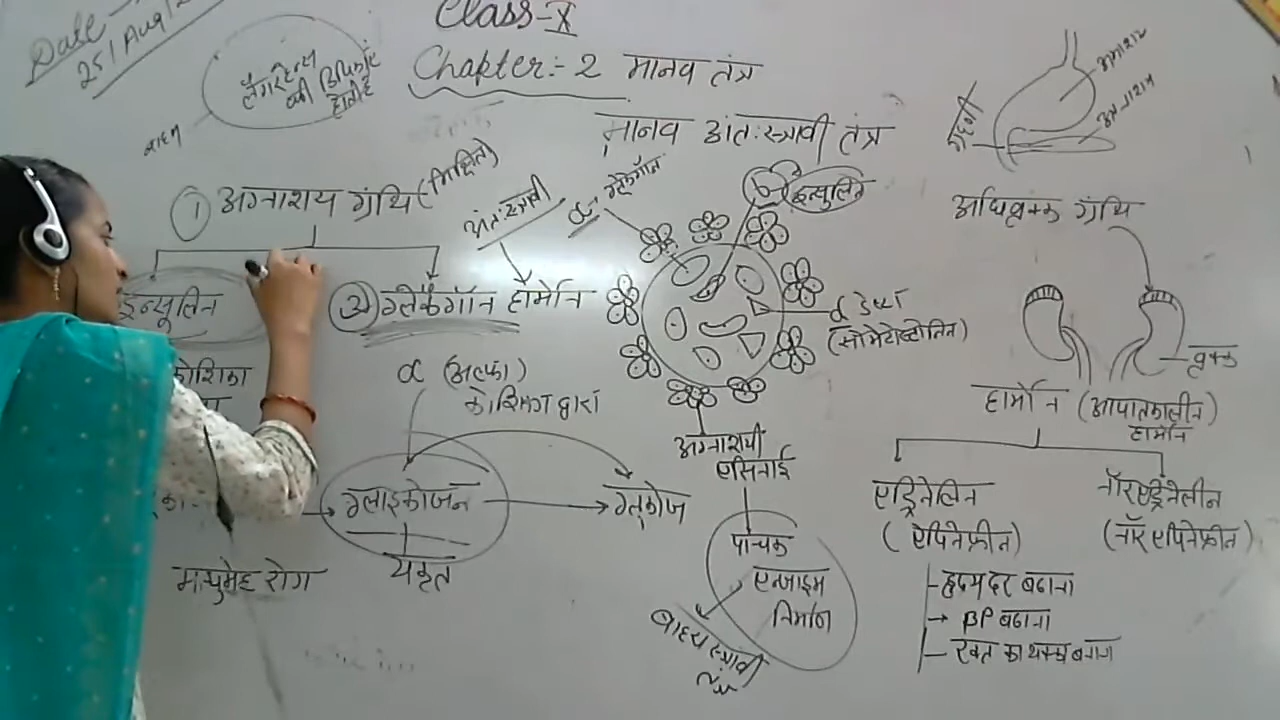 Date
25/Aug/2
Class-X
Chapter:-2 मानव तंत्र
मानव अंतःस्त्रावी तंत्र
लैंगरहेन्स
की द्विपिकाएं
होती है
बाह्य
① अग्नाशय ग्रंथि (मिश्रित)
इन्सूलिन
② ग्लूकैगॉन हार्मोन
अंतःस्त्रावी
α (अल्फा)
कोशिका द्वारा
कोशिका
ग्लाइकोजन
ग्लूकोज
यकृत
मधुमेह रोग
α- ग्लूकैगॉन
इन्सुलिन
डेल्टा
(सोमेटोस्टेटिन)
अग्नाशयी
एसिनाई
पाचक
एन्जाइम
निर्माण
बाह्य स्त्रावी
आमाशय
अग्नाशय
ग्रहणी
अधिवृक्क ग्रंथि
वृक्क
हार्मोन (आपातकालीन)
हार्मोन
एड्रिनेलिन
(ऐपिनेफ्रीन)
नॉरएड्रिनेलीन
(नॉर एपिनेफ्रीन)
हृदय दर बढाना
→ BP बढाना
रक्त का थक्का बनाना